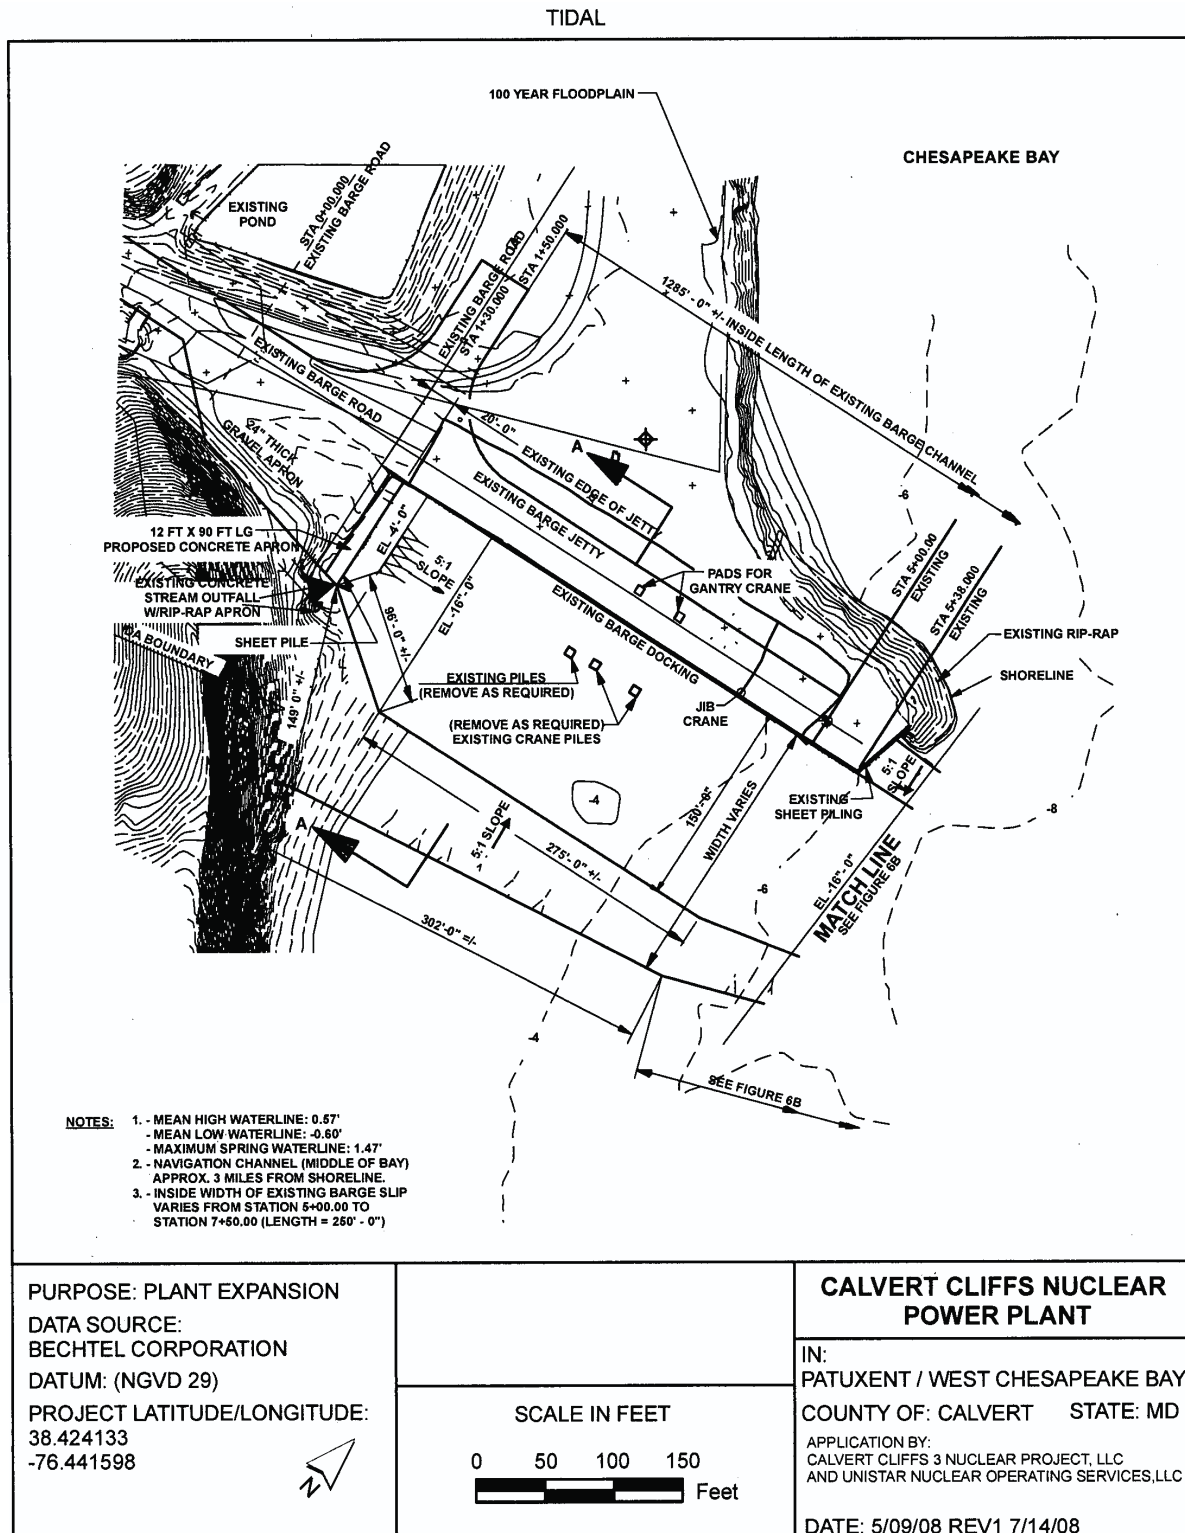 TIDAL
100 YEAR FLOODPLAIN
CHESAPEAKE BAY
EXISTING
POND
STA 0+00.000
EXISTING BARGE ROAD
EXISTING BARGE ROAD
STA 1+30.000
STA 1+50.000
1285' - 0" +/- INSIDE LENGTH OF EXISTING BARGE CHANNEL
EXISTING BARGE ROAD
20'- 0"
24" THICK
GRAVEL APRON
A
EXISTING EDGE OF JETTY
EXISTING BARGE JETTY
-6
12 FT X 90 FT LG
PROPOSED CONCRETE APRON
EL -4'- 0"
5:1
SLOPE
EL -16"- 0"
STA 5+00.00
EXISTING
STA 5+38.000
EXISTING
PADS FOR
GANTRY CRANE
EXISTING CONCRETE
STREAM OUTFALL
W/RIP-RAP APRON
EXISTING BARGE DOCKING
96'- 0" +/-
EXISTING RIP-RAP
SHORELINE
SHEET PILE
IDA BOUNDARY
EXISTING PILES
(REMOVE AS REQUIRED)
149' 0" +/-
JIB
CRANE
(REMOVE AS REQUIRED)
EXISTING CRANE PILES
5:1
SLOPE
-4
EXISTING
SHEET PILING
-8
150'- 0"
WIDTH VARIES
A
5:1 SLOPE
275'- 0" +/-
-6
EL -16"- 0"
MATCH LINE
SEE FIGURE 6B
302'-0" =/-
-4
SEE FIGURE 6B
NOTES: 1. - MEAN HIGH WATERLINE: 0.57'
- MEAN LOW WATERLINE: -0.60'
- MAXIMUM SPRING WATERLINE: 1.47'
2. - NAVIGATION CHANNEL (MIDDLE OF BAY)
APPROX. 3 MILES FROM SHORELINE.
3. - INSIDE WIDTH OF EXISTING BARGE SLIP
VARIES FROM STATION 5+00.00 TO
STATION 7+50.00 (LENGTH = 250' - 0")
PURPOSE: PLANT EXPANSION
DATA SOURCE:
BECHTEL CORPORATION
DATUM: (NGVD 29)
PROJECT LATITUDE/LONGITUDE:
38.424133
-76.441598
N
SCALE IN FEET
0 50 100 150
Feet
CALVERT CLIFFS NUCLEAR
POWER PLANT
IN:
PATUXENT / WEST CHESAPEAKE BAY
COUNTY OF: CALVERT STATE: MD
APPLICATION BY:
CALVERT CLIFFS 3 NUCLEAR PROJECT, LLC
AND UNISTAR NUCLEAR OPERATING SERVICES,LLC
DATE: 5/09/08 REV1 7/14/08